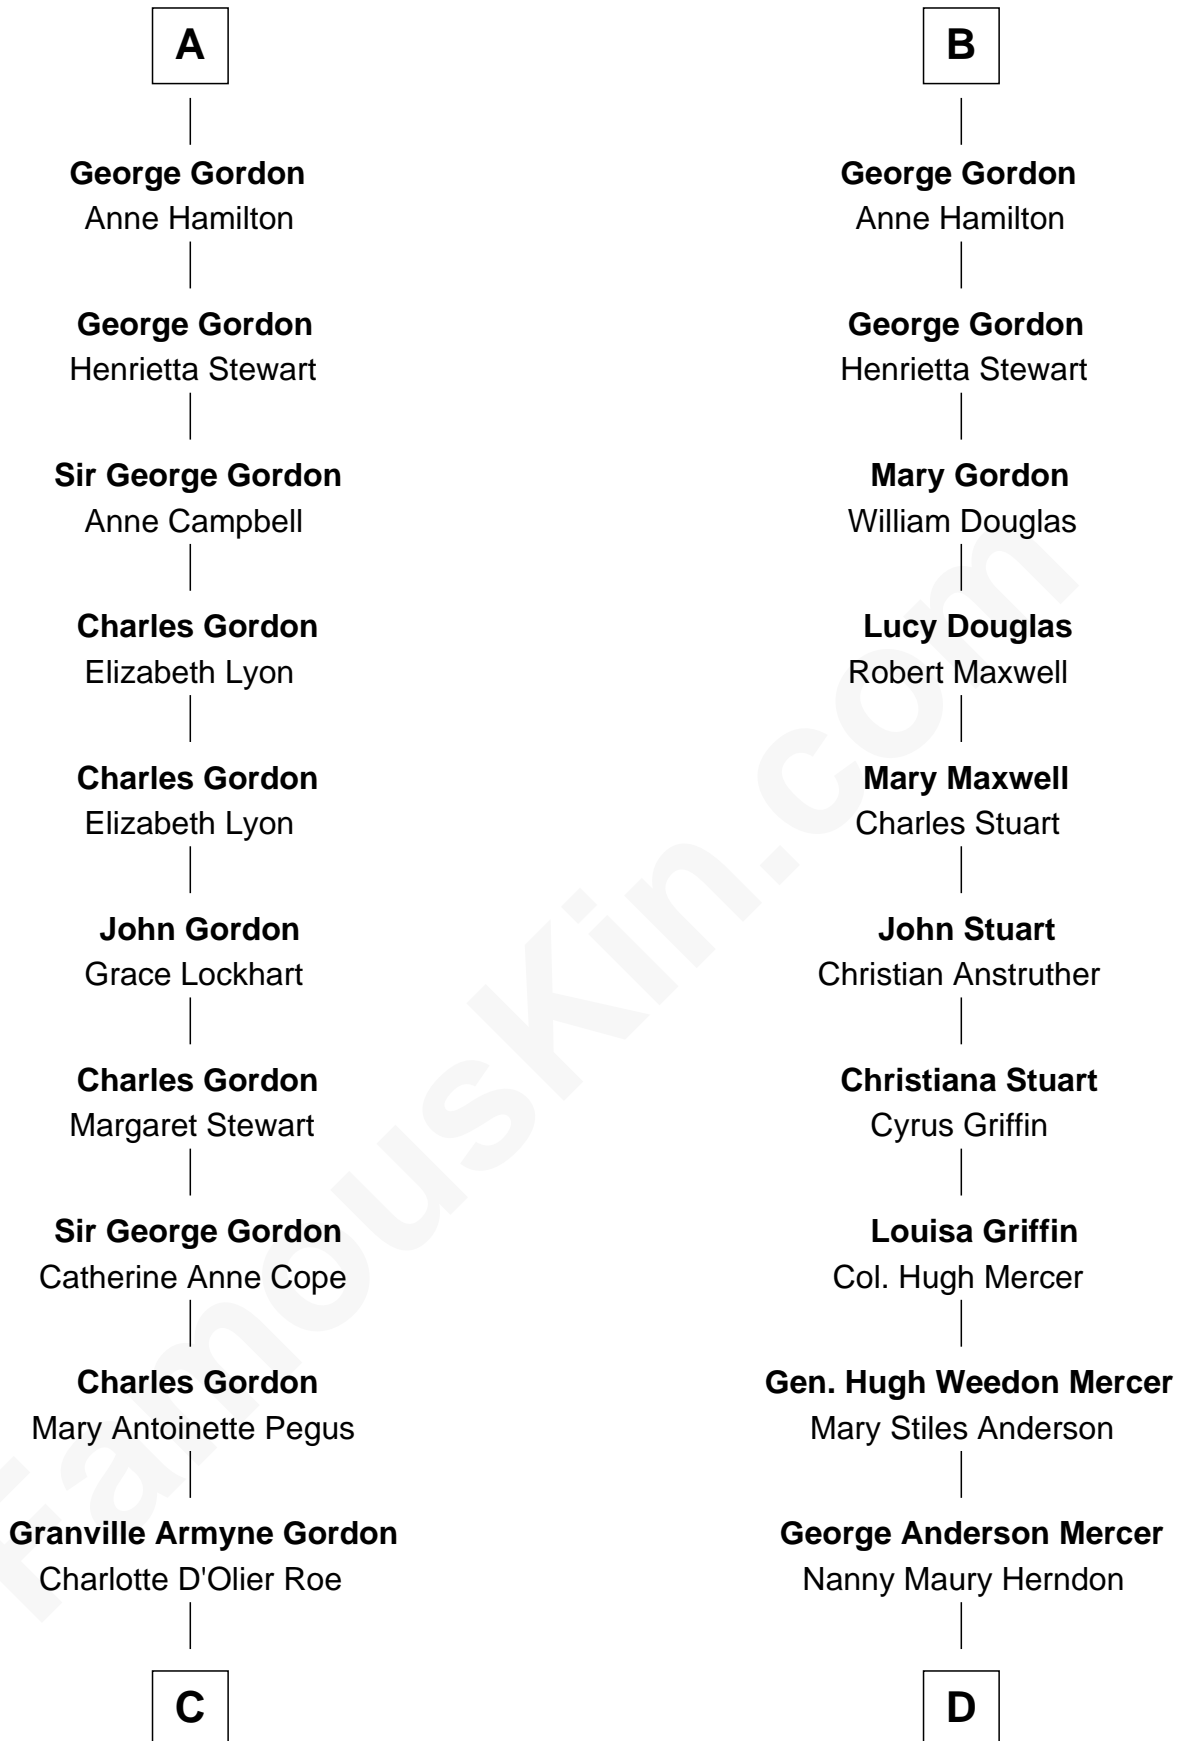 A
George Gordon
Anne Hamilton
George Gordon
Henrietta Stewart
Sir George Gordon
Anne Campbell
Charles Gordon
Elizabeth Lyon
Charles Gordon
Elizabeth Lyon
John Gordon
Grace Lockhart
Charles Gordon
Margaret Stewart
Sir George Gordon
Catherine Anne Cope
Charles Gordon
Mary Antoinette Pegus
Granville Armyne Gordon
Charlotte D'Olier Roe
C
B
George Gordon
Anne Hamilton
George Gordon
Henrietta Stewart
Mary Gordon
William Douglas
Lucy Douglas
Robert Maxwell
Mary Maxwell
Charles Stuart
John Stuart
Christian Anstruther
Christiana Stuart
Cyrus Griffin
Louisa Griffin
Col. Hugh Mercer
Gen. Hugh Weedon Mercer
Mary Stiles Anderson
George Anderson Mercer
Nanny Maury Herndon
D
FamousKin.com